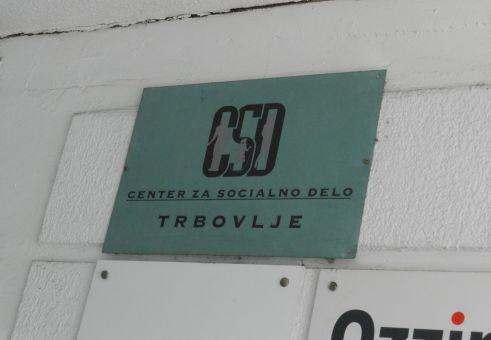 CSD
CENTER ZA SOCIALNO DELO
TRBOVLJE